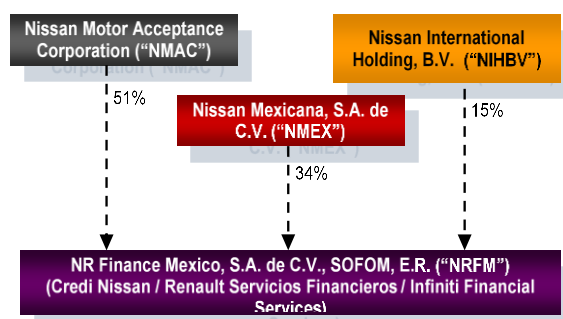 Nissan Motor Acceptance
Corporation (“NMAC”)
Nissan International
Holding, B.V. (“NIHBV”)
51%
Nissan Mexicana, S.A. de
C.V. (“NMEX”)
15%
34%
NR Finance Mexico, S.A. de C.V., SOFOM, E.R. (“NRFM”)
(Credi Nissan / Renault Servicios Financieros / Infiniti Financial
Services)